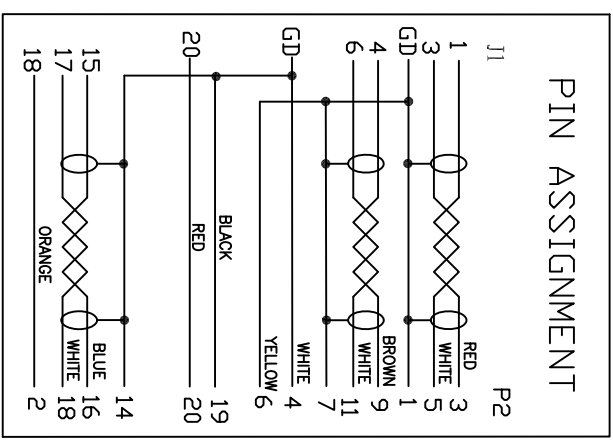 PIN ASSIGNMENT
J1 P2
1 RED 3
3 WHITE 5
GD 1
4 BROWN 9
6 WHITE 11
7
GD WHITE 4
YELLOW 6
BLACK 19
20 RED 20
14
15 BLUE 16
17 WHITE 18
18 ORANGE 2